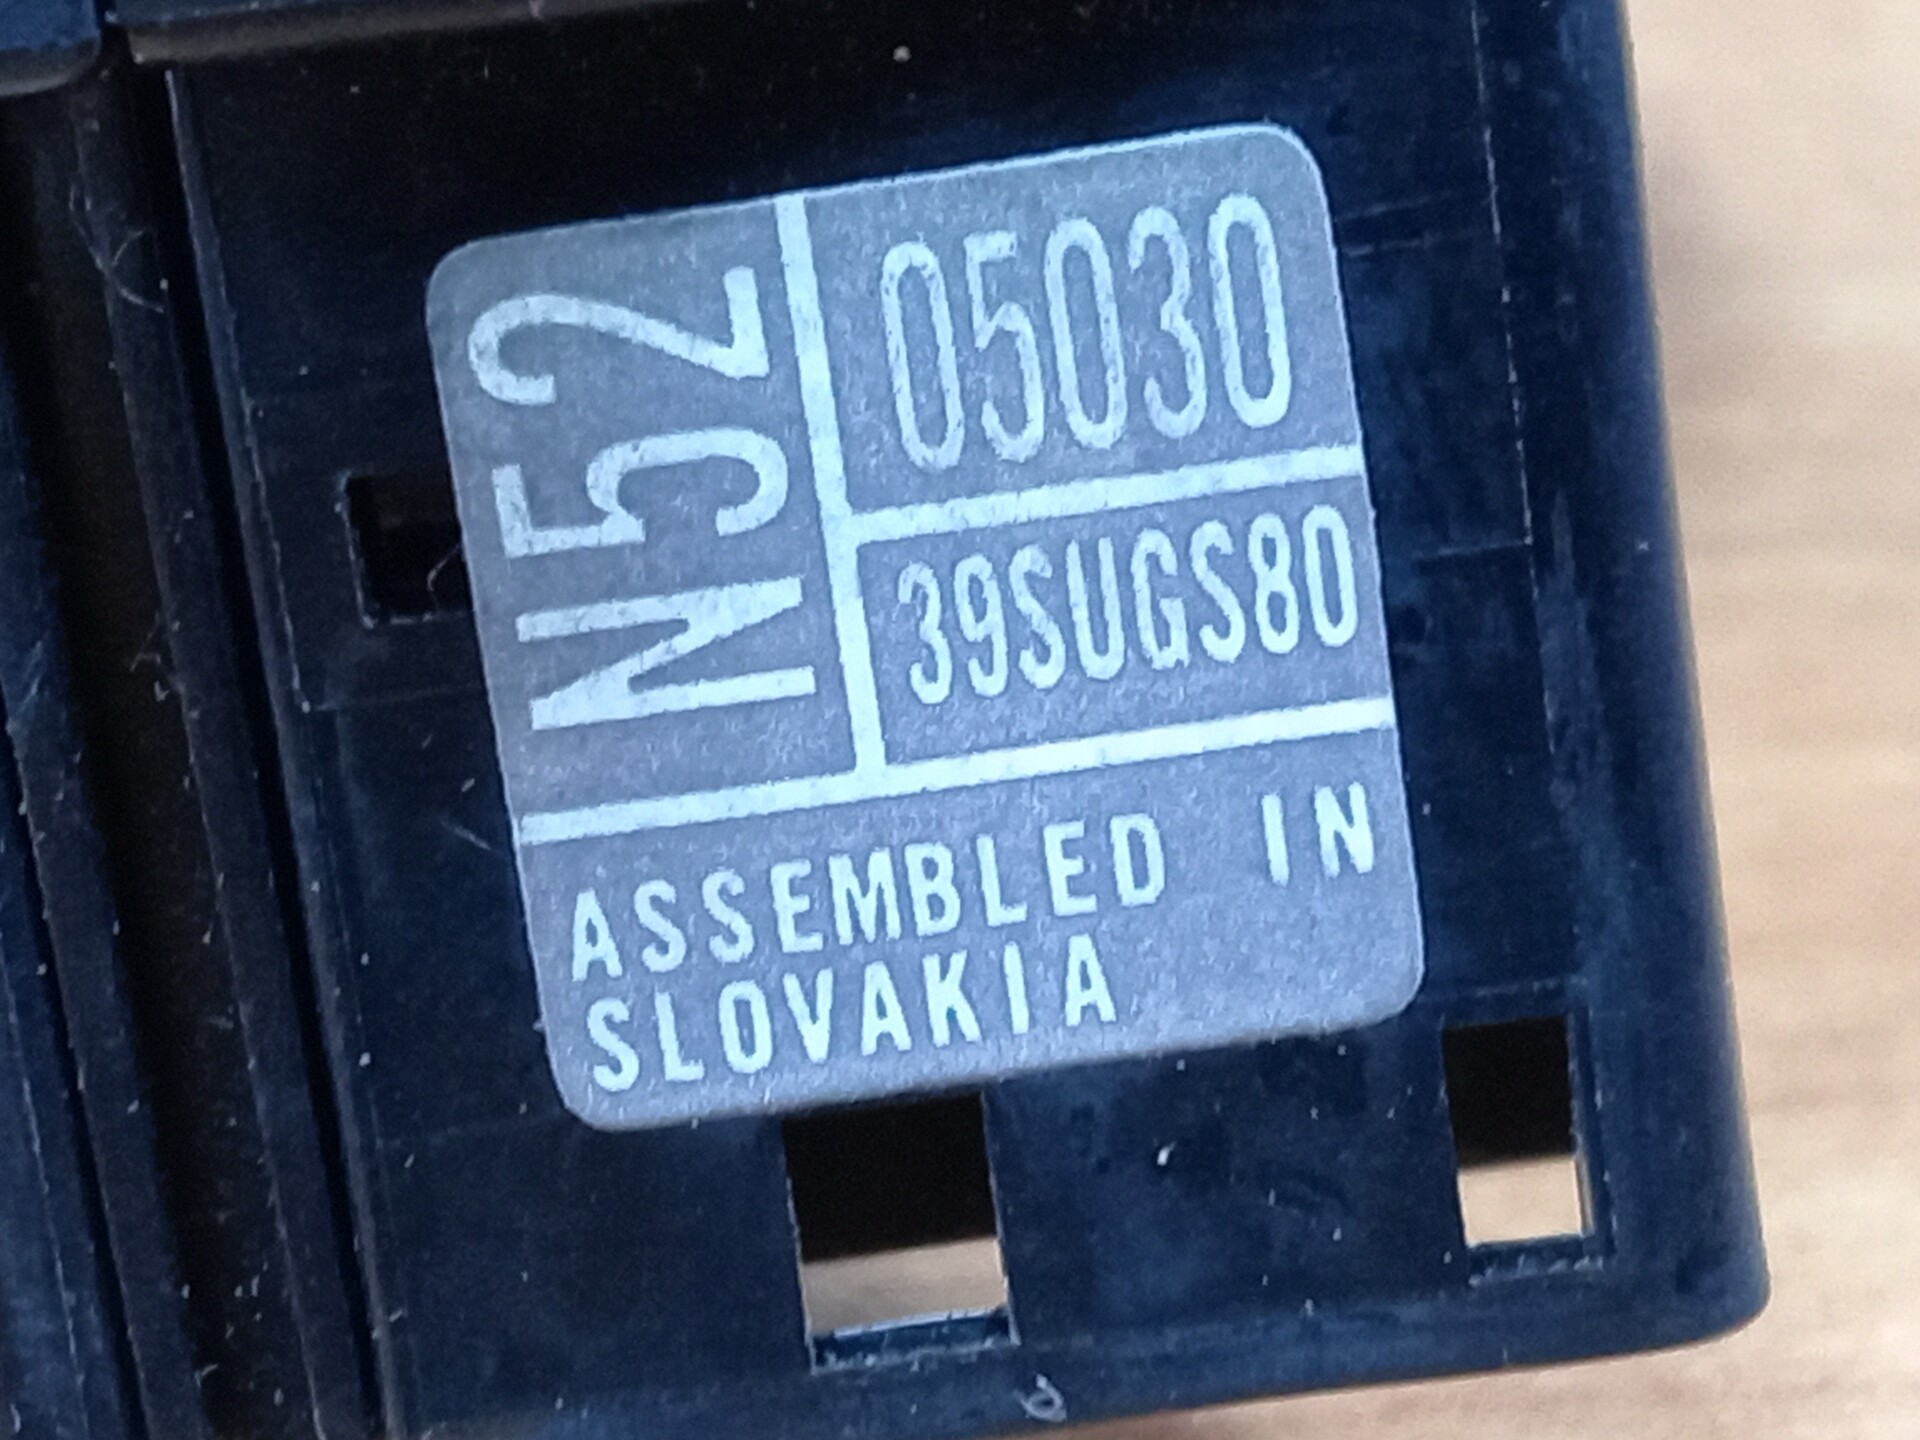 N52
05030
39SUGS80
ASSEMBLED IN
SLOVAKIA